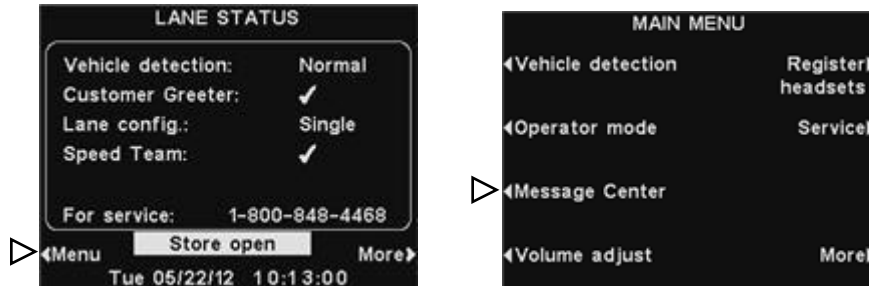 LANE STATUS
Vehicle detection: Normal
Customer Greeter: ✓
Lane config.: Single
Speed Team: ✓
For service: 1-800-848-4468
Store open
Menu More
Tue 05/22/12 10:13:00
MAIN MENU
Vehicle detection Register
headsets
Operator mode Service
Message Center
Volume adjust More